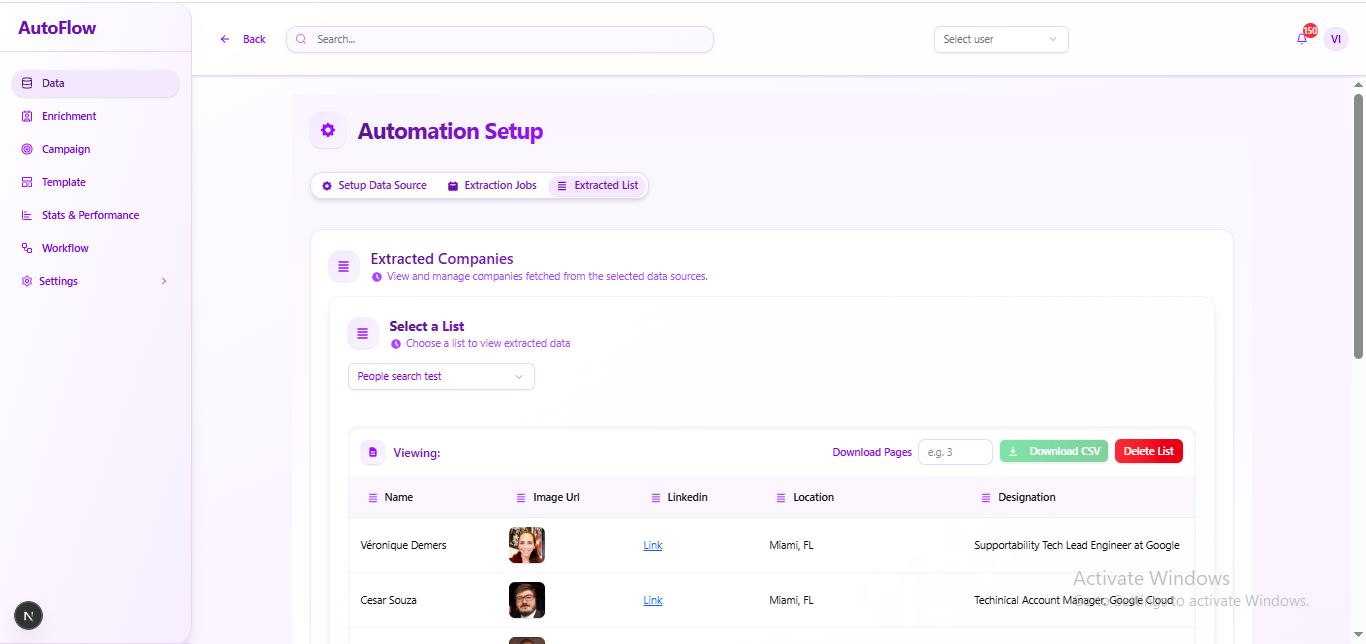 AutoFlow
Back
Search...
Select user
150
VI
Data
Enrichment
Campaign
Template
Stats & Performance
Workflow
Settings
N
Automation Setup
Setup Data Source Extraction Jobs Extracted List
Extracted Companies
View and manage companies fetched from the selected data sources.
Select a List
Choose a list to view extracted data
People search test
Viewing: Download Pages e.g. 3 Download CSV Delete List
Name Image Url Linkedin Location Designation
Véronique Demers Link Miami, FL Supportability Tech Lead Engineer at Google
Cesar Souza Link Miami, FL Techinical Account Manager, Google Cloud
Activate Windows
Go to Settings to activate Windows.